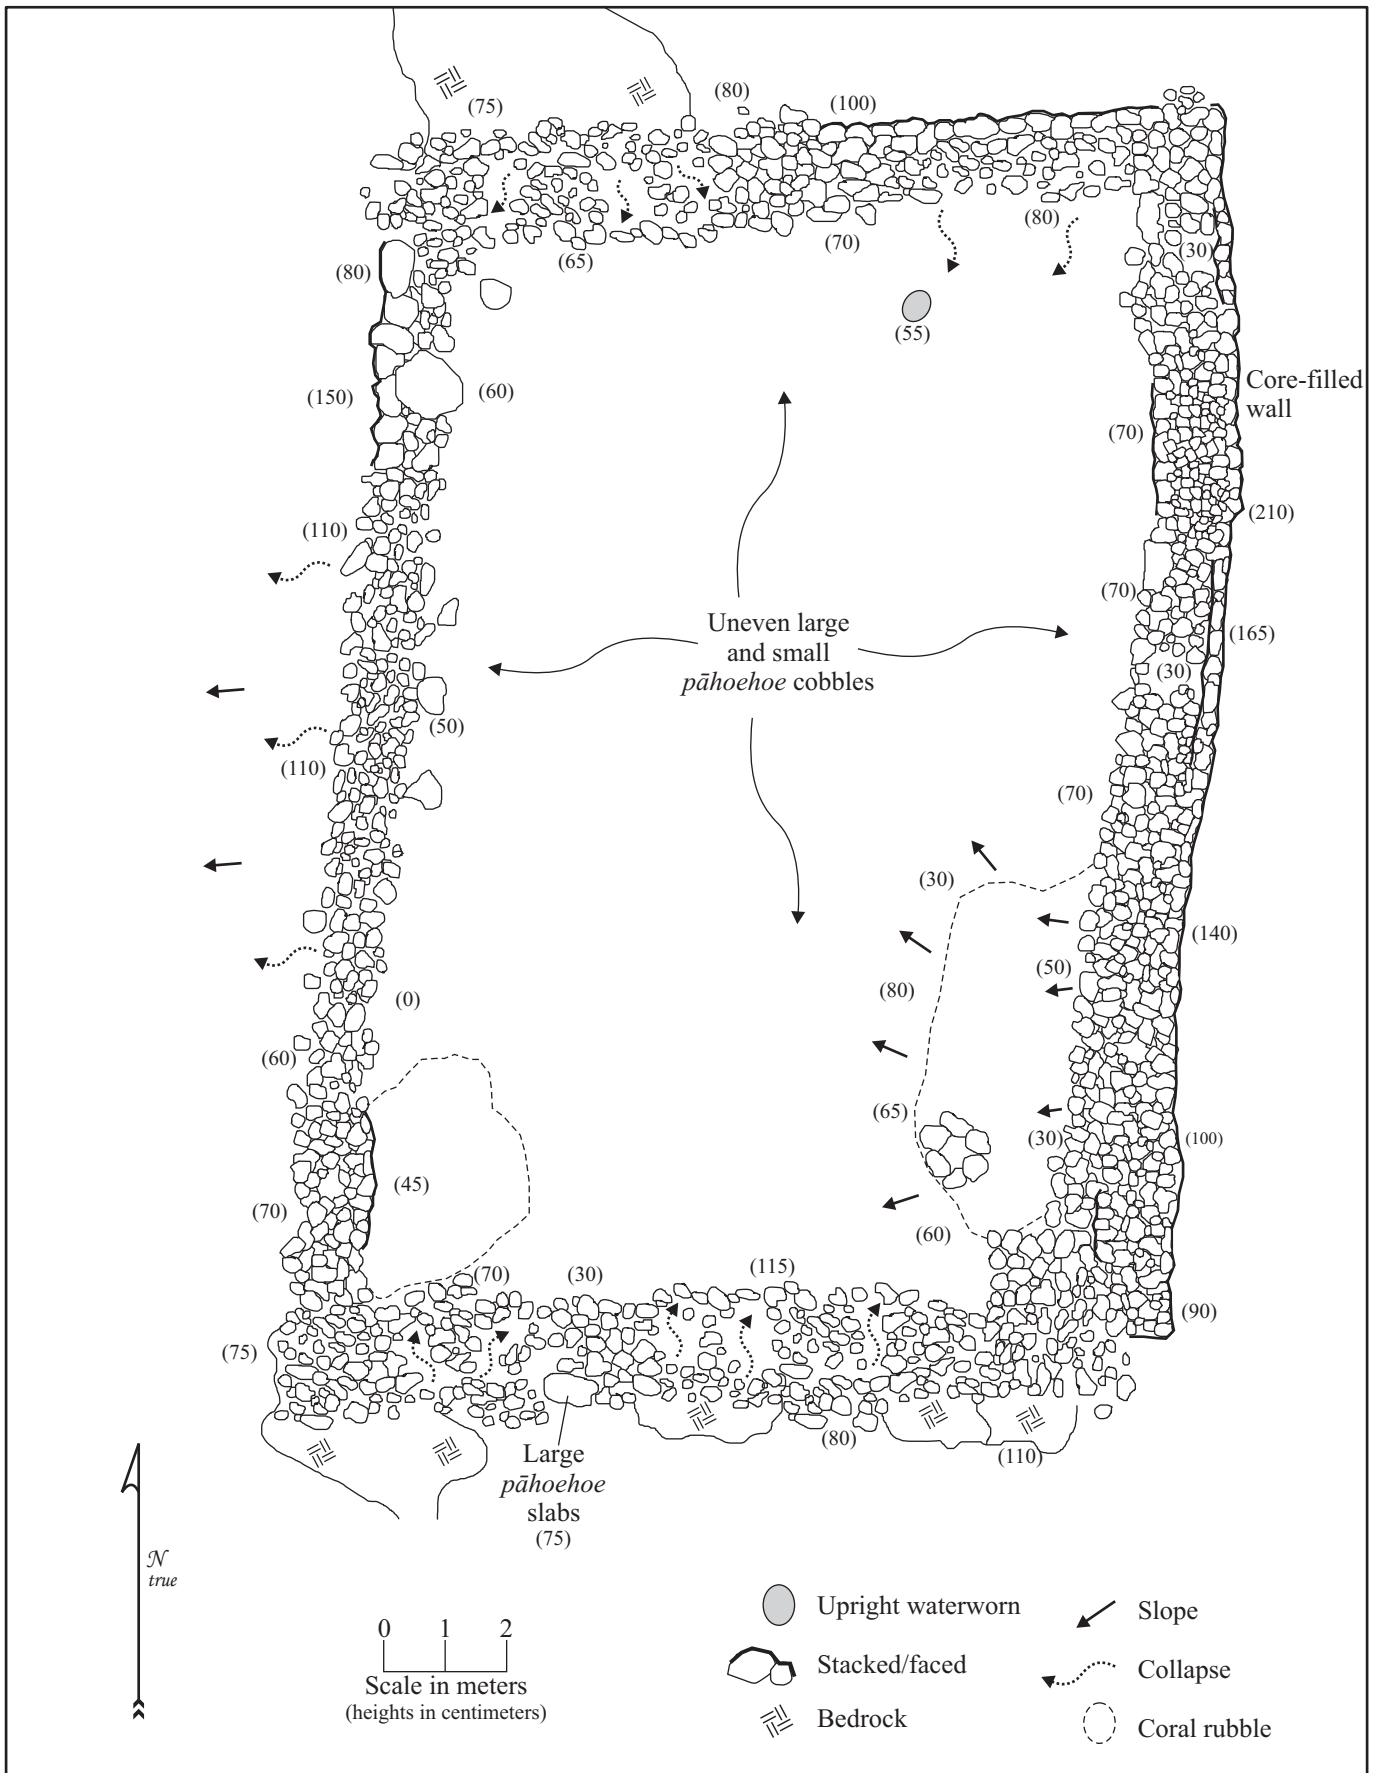 (75)
(80)
(100)
(80)
(70)
(65)
(30)
(80)
(55)
(150)
(60)
Core-filled
wall
(70)
(210)
(110)
(70)
Uneven large
and small
pāhoehoe cobbles
(165)
(30)
(50)
(110)
(70)
(30)
(140)
(50)
(80)
(0)
(60)
(65)
(30)
(100)
(45)
(70)
(60)
(70)
(30)
(115)
(90)
(75)
(80)
(110)
Large
pāhoehoe
slabs
(75)
N
true
0 1 2
Scale in meters
(heights in centimeters)
Upright waterworn
Stacked/faced
Bedrock
Slope
Collapse
Coral rubble